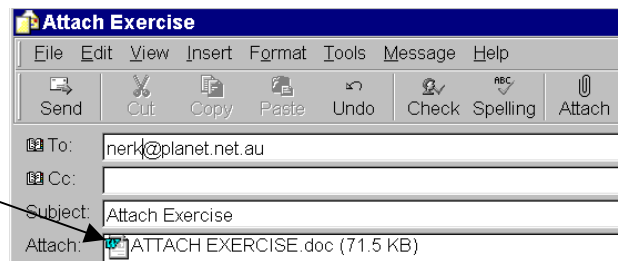 Attach Exercise
File Edit View Insert Format Tools Message Help
ABC
Send Cut Copy Paste Undo Check Spelling Attach
To: nerk@planet.net.au
Cc:
Subject: Attach Exercise
Attach: ATTACH EXERCISE.doc (71.5 KB)